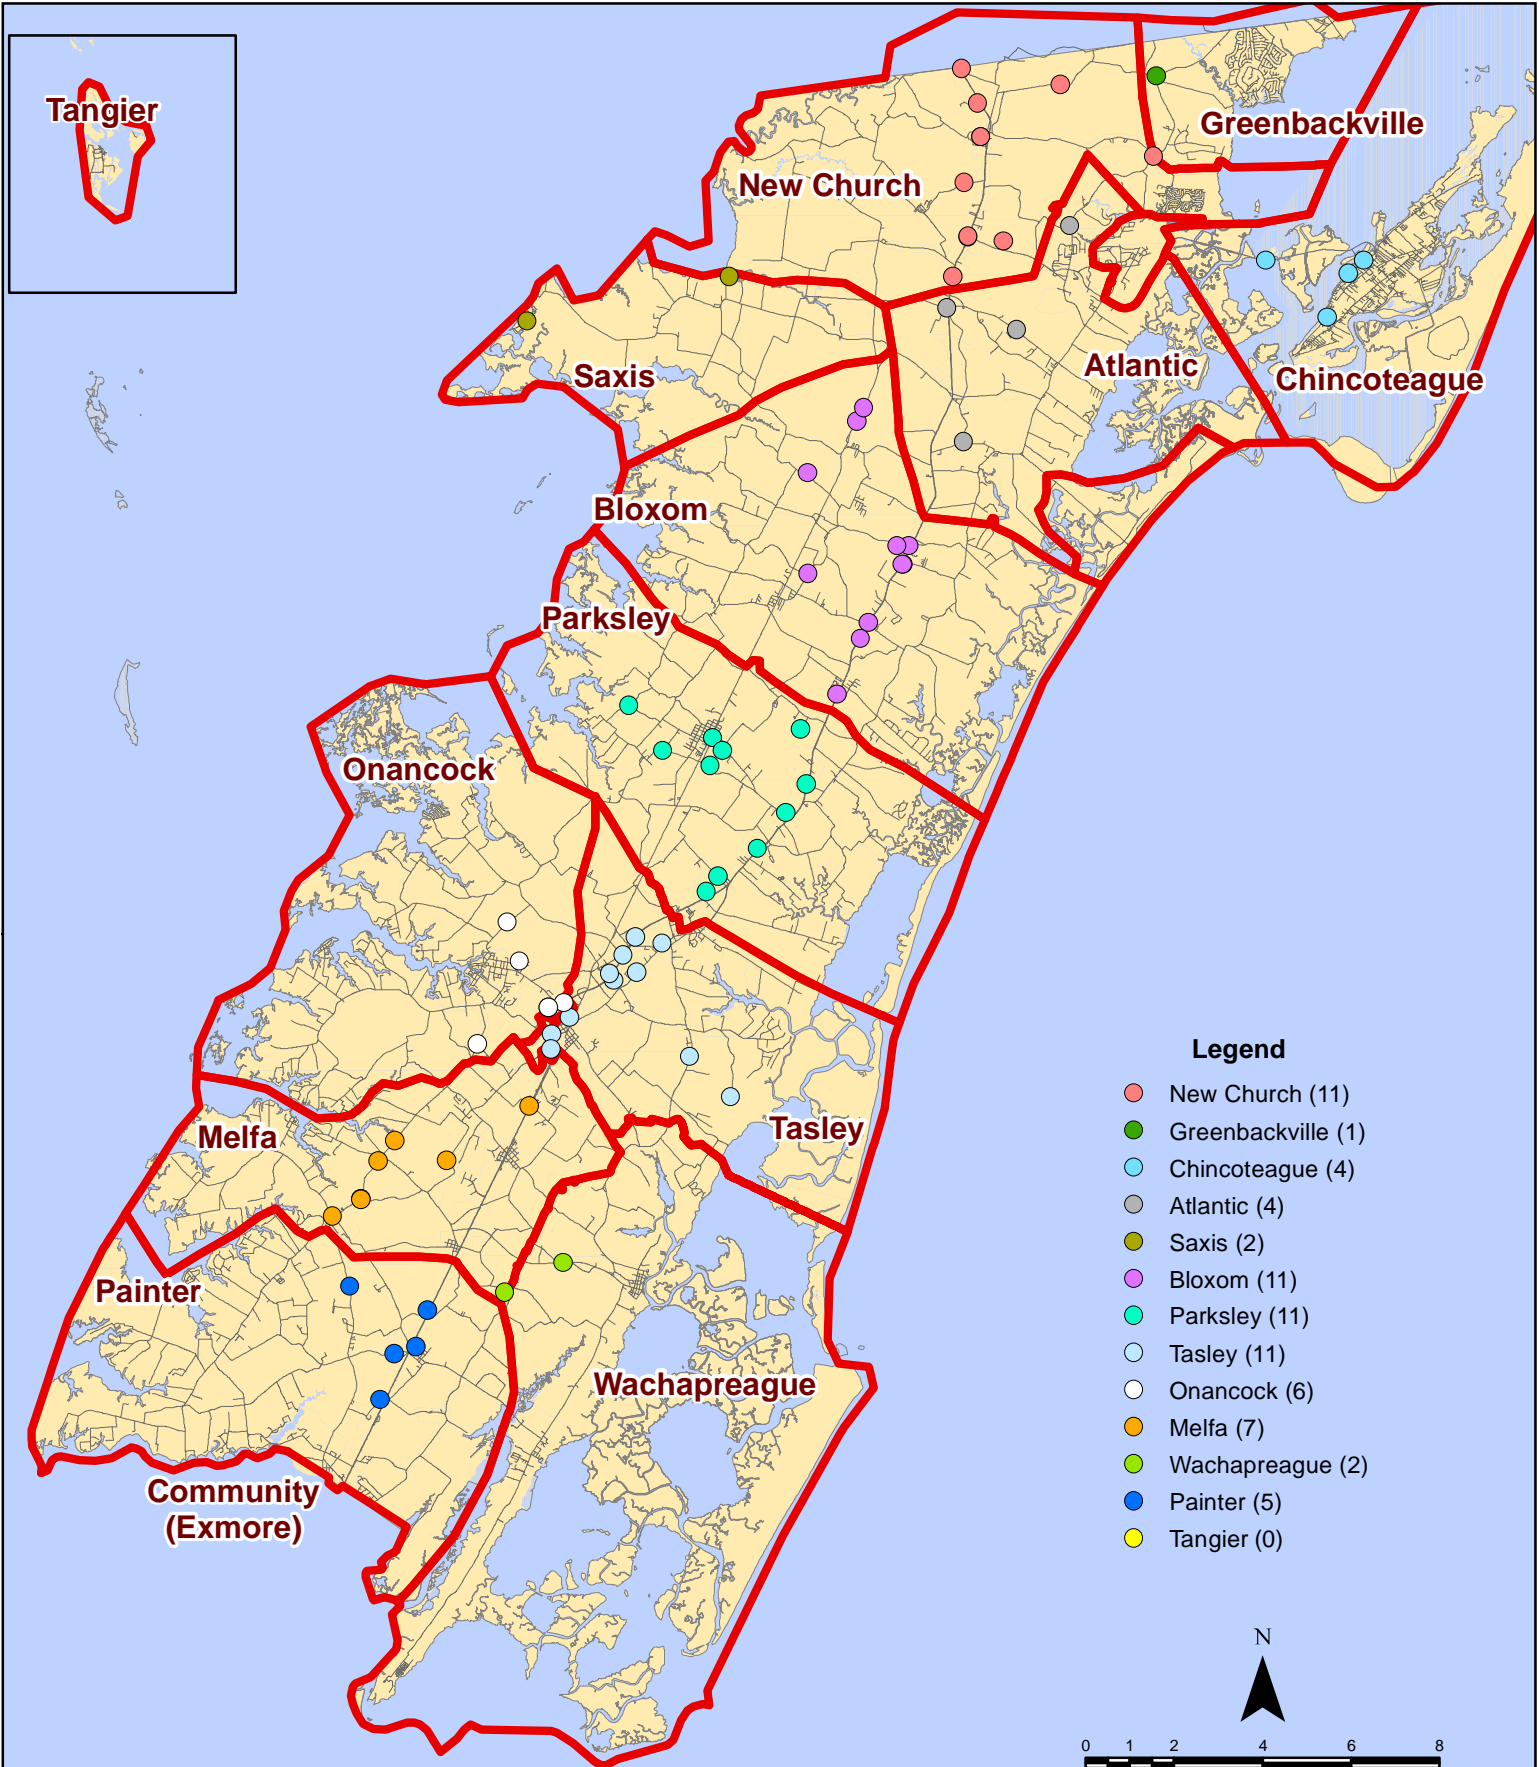 Tangier
Greenbackville
New Church
Atlantic
Chincoteague
Saxis
Bloxom
Parksley
Onancock
Melfa
Tasley
Painter
Wachapreague
Community
(Exmore)
Legend
New Church (11)
Greenbackville (1)
Chincoteague (4)
Atlantic (4)
Saxis (2)
Bloxom (11)
Parksley (11)
Tasley (11)
Onancock (6)
Melfa (7)
Wachapreague (2)
Painter (5)
Tangier (0)
N
0 1 2 4 6 8